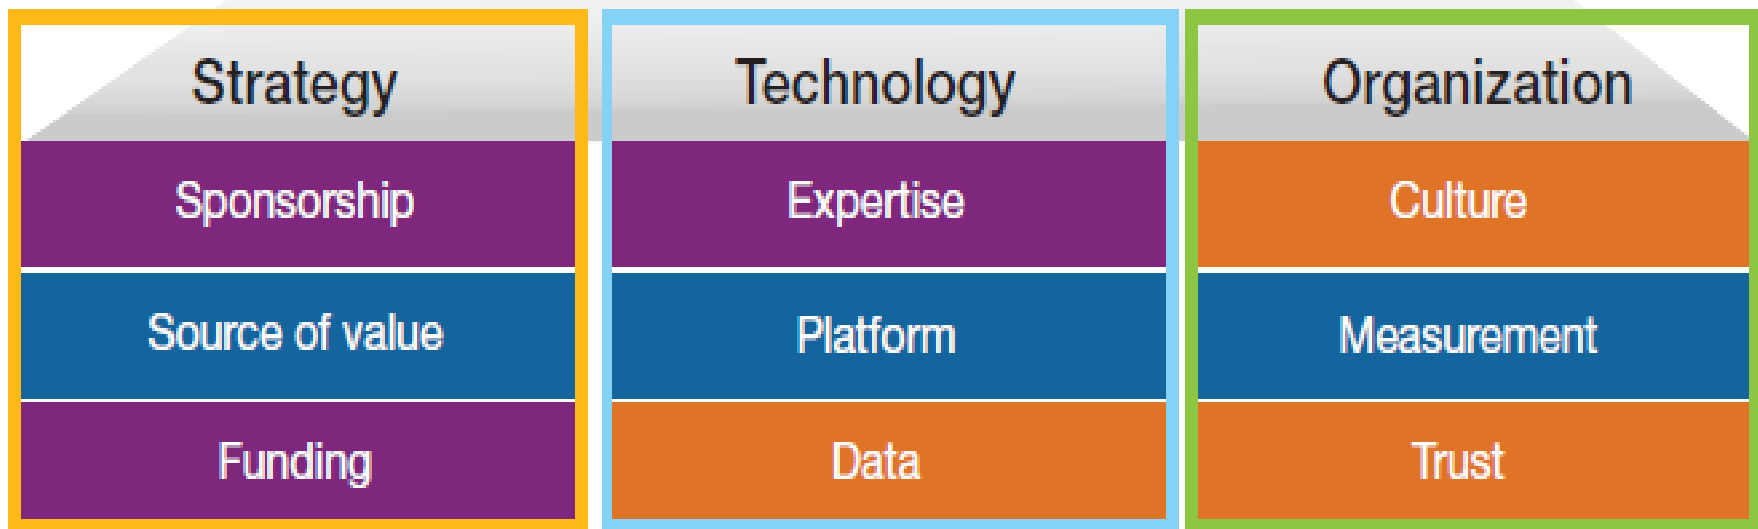 Strategy
Technology
Organization
Sponsorship
Expertise
Culture
Source of value
Platform
Measurement
Funding
Data
Trust